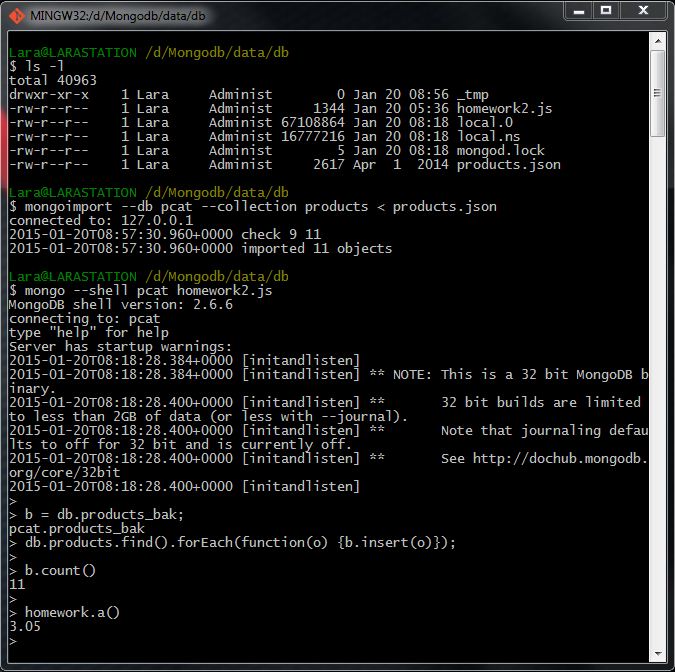 MINGW32:/d/Mongodb/data/db
Lara@LARASTATION /d/Mongodb/data/db
$ ls -l
total 40963
drwxr-xr-x    1 Lara     Administ        0 Jan 20 08:56 _tmp
-rw-r--r--    1 Lara     Administ     1344 Jan 20 05:36 homework2.js
-rw-r--r--    1 Lara     Administ 67108864 Jan 20 08:18 local.0
-rw-r--r--    1 Lara     Administ 16777216 Jan 20 08:18 local.ns
-rw-r--r--    1 Lara     Administ        5 Jan 20 08:18 mongod.lock
-rw-r--r--    1 Lara     Administ     2617 Apr  1  2014 products.json
Lara@LARASTATION /d/Mongodb/data/db
$ mongoimport --db pcat --collection products < products.json
connected to: 127.0.0.1
2015-01-20T08:57:30.960+0000 check 9 11
2015-01-20T08:57:30.960+0000 imported 11 objects
Lara@LARASTATION /d/Mongodb/data/db
$ mongo --shell pcat homework2.js
MongoDB shell version: 2.6.6
connecting to: pcat
type "help" for help
Server has startup warnings:
2015-01-20T08:18:28.384+0000 [initandlisten]
2015-01-20T08:18:28.384+0000 [initandlisten] ** NOTE: This is a 32 bit MongoDB b
inary.
2015-01-20T08:18:28.400+0000 [initandlisten] **       32 bit builds are limited
to less than 2GB of data (or less with --journal).
2015-01-20T08:18:28.400+0000 [initandlisten] **       Note that journaling defau
lts to off for 32 bit and is currently off.
2015-01-20T08:18:28.400+0000 [initandlisten] **       See http://dochub.mongodb.
org/core/32bit
2015-01-20T08:18:28.400+0000 [initandlisten]
>
> b = db.products_bak;
pcat.products_bak
> db.products.find().forEach(function(o) {b.insert(o)});
>
> b.count()
11
>
> homework.a()
3.05
>